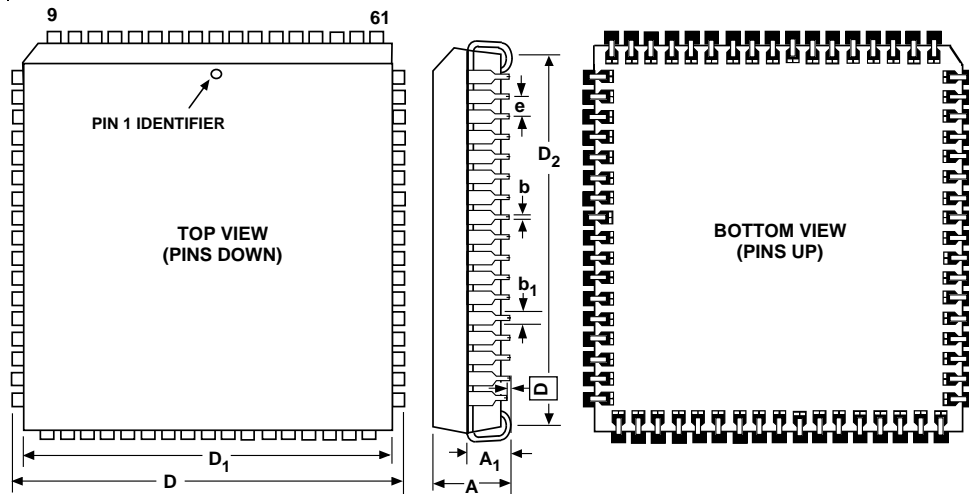 9
61
PIN 1 IDENTIFIER
TOP VIEW
(PINS DOWN)
D1
D
e
D2
b
b1
D
A1
A
BOTTOM VIEW
(PINS UP)